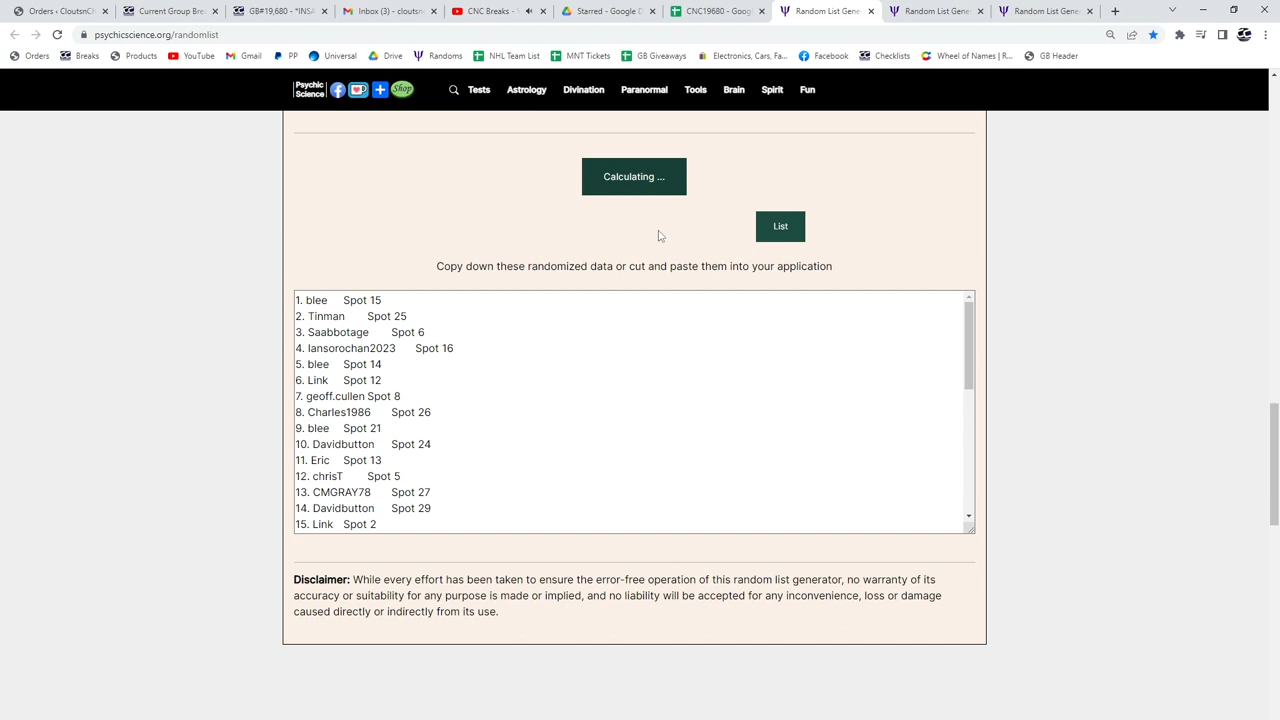 Orders ‹ CloutsnCh
Current Group Brea
GB#19,680 - *INSA
Inbox (3) - cloutsn
CNC Breaks -
Starred - Google D
CNC19680 - Goog
Random List Gene
Random List Gene
Random List Gene
psychicscience.org/randomlist
Orders
Breaks
Products
YouTube
Gmail
PP
Universal
Drive
Randoms
NHL Team List
MNT Tickets
GB Giveaways
Electronics, Cars, Fa...
Facebook
Checklists
Wheel of Names | R...
GB Header
Psychic
Science
Shop
Tests
Astrology
Divination
Paranormal
Tools
Brain
Spirit
Fun
Calculating ...
List
Copy down these randomized data or cut and paste them into your application
1. blee Spot 15
2. Tinman Spot 25
3. Saabbotage Spot 6
4. Iansorochan2023 Spot 16
5. blee Spot 14
6. Link Spot 12
7. geoff.cullen Spot 8
8. Charles1986 Spot 26
9. blee Spot 21
10. Davidbutton Spot 24
11. Eric Spot 13
12. chrisT Spot 5
13. CMGRAY78 Spot 27
14. Davidbutton Spot 29
15. Link Spot 2
Disclaimer: While every effort has been taken to ensure the error-free operation of this random list generator, no warranty of its
accuracy or suitability for any purpose is made or implied, and no liability will be accepted for any inconvenience, loss or damage
caused directly or indirectly from its use.